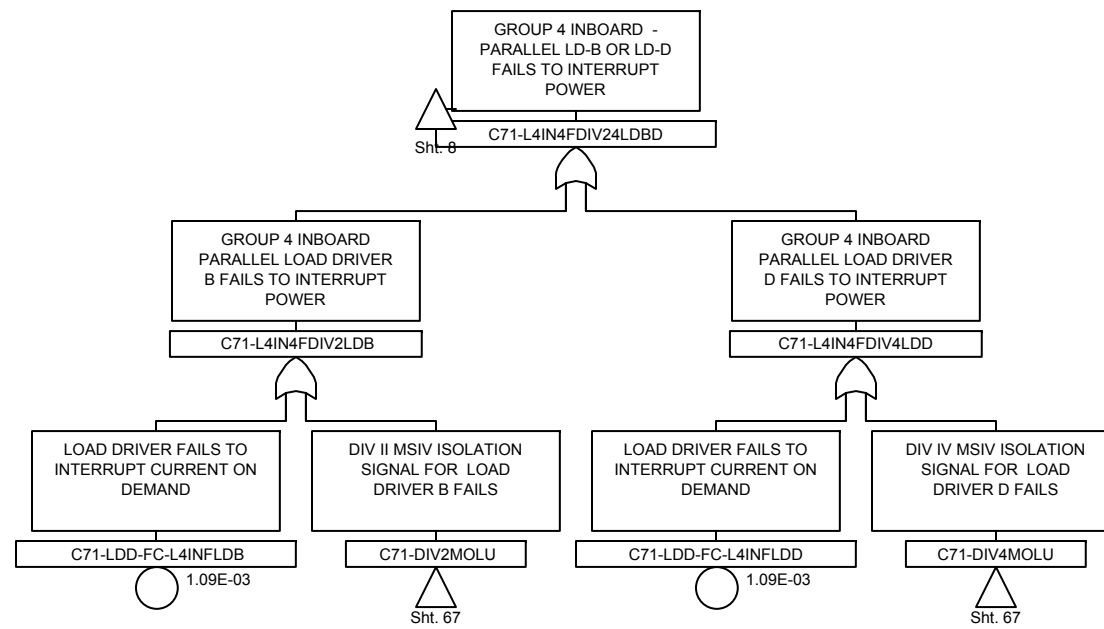 GROUP 4 INBOARD -
PARALLEL LD-B OR LD-D
FAILS TO INTERRUPT
POWER
C71-L4IN4FDIV24LDBD
Sht. 8
GROUP 4 INBOARD
PARALLEL LOAD DRIVER
B FAILS TO INTERRUPT
POWER
C71-L4IN4FDIV2LDB
GROUP 4 INBOARD
PARALLEL LOAD DRIVER
D FAILS TO INTERRUPT
POWER
C71-L4IN4FDIV4LDD
LOAD DRIVER FAILS TO
INTERRUPT CURRENT ON
DEMAND
C71-LDD-FC-L4INFLDB
1.09E-03
DIV II MSIV ISOLATION
SIGNAL FOR LOAD
DRIVER B FAILS
C71-DIV2MOLU
Sht. 67
LOAD DRIVER FAILS TO
INTERRUPT CURRENT ON
DEMAND
C71-LDD-FC-L4INFLDD
1.09E-03
DIV IV MSIV ISOLATION
SIGNAL FOR LOAD
DRIVER D FAILS
C71-DIV4MOLU
Sht. 67